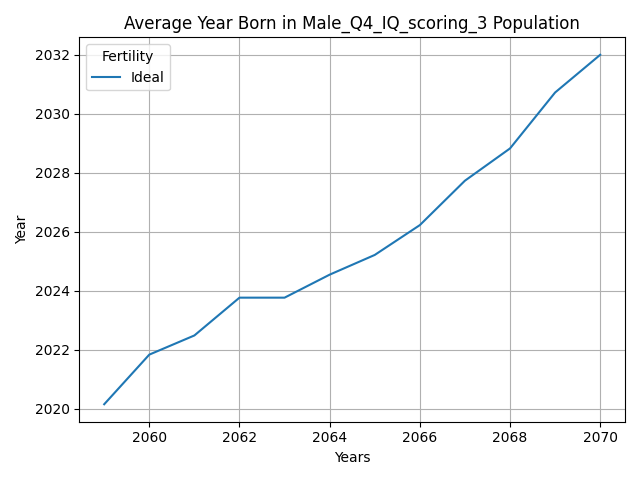 Average Year Born in Male_Q4_IQ_scoring_3 Population
Fertility
Ideal
2032
2030
2028
2026
2024
2022
2020
Year
2060 2062 2064 2066 2068 2070
Years